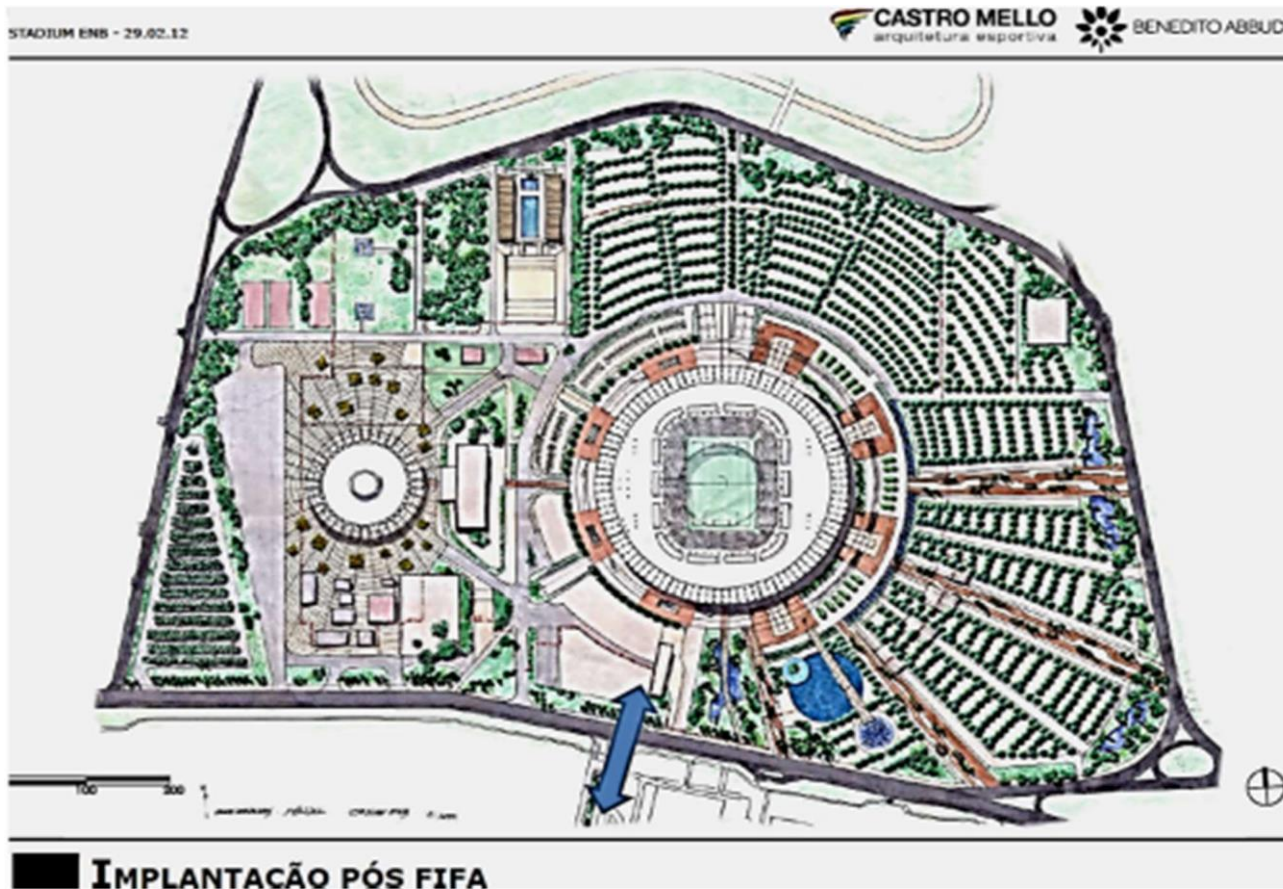 STADIUM ENB - 29.02.12
CASTRO MELLO
arquitetura esportiva
BENEDITO ABBUD
100 200
IMPLANTAÇÃO PÓS FIFA